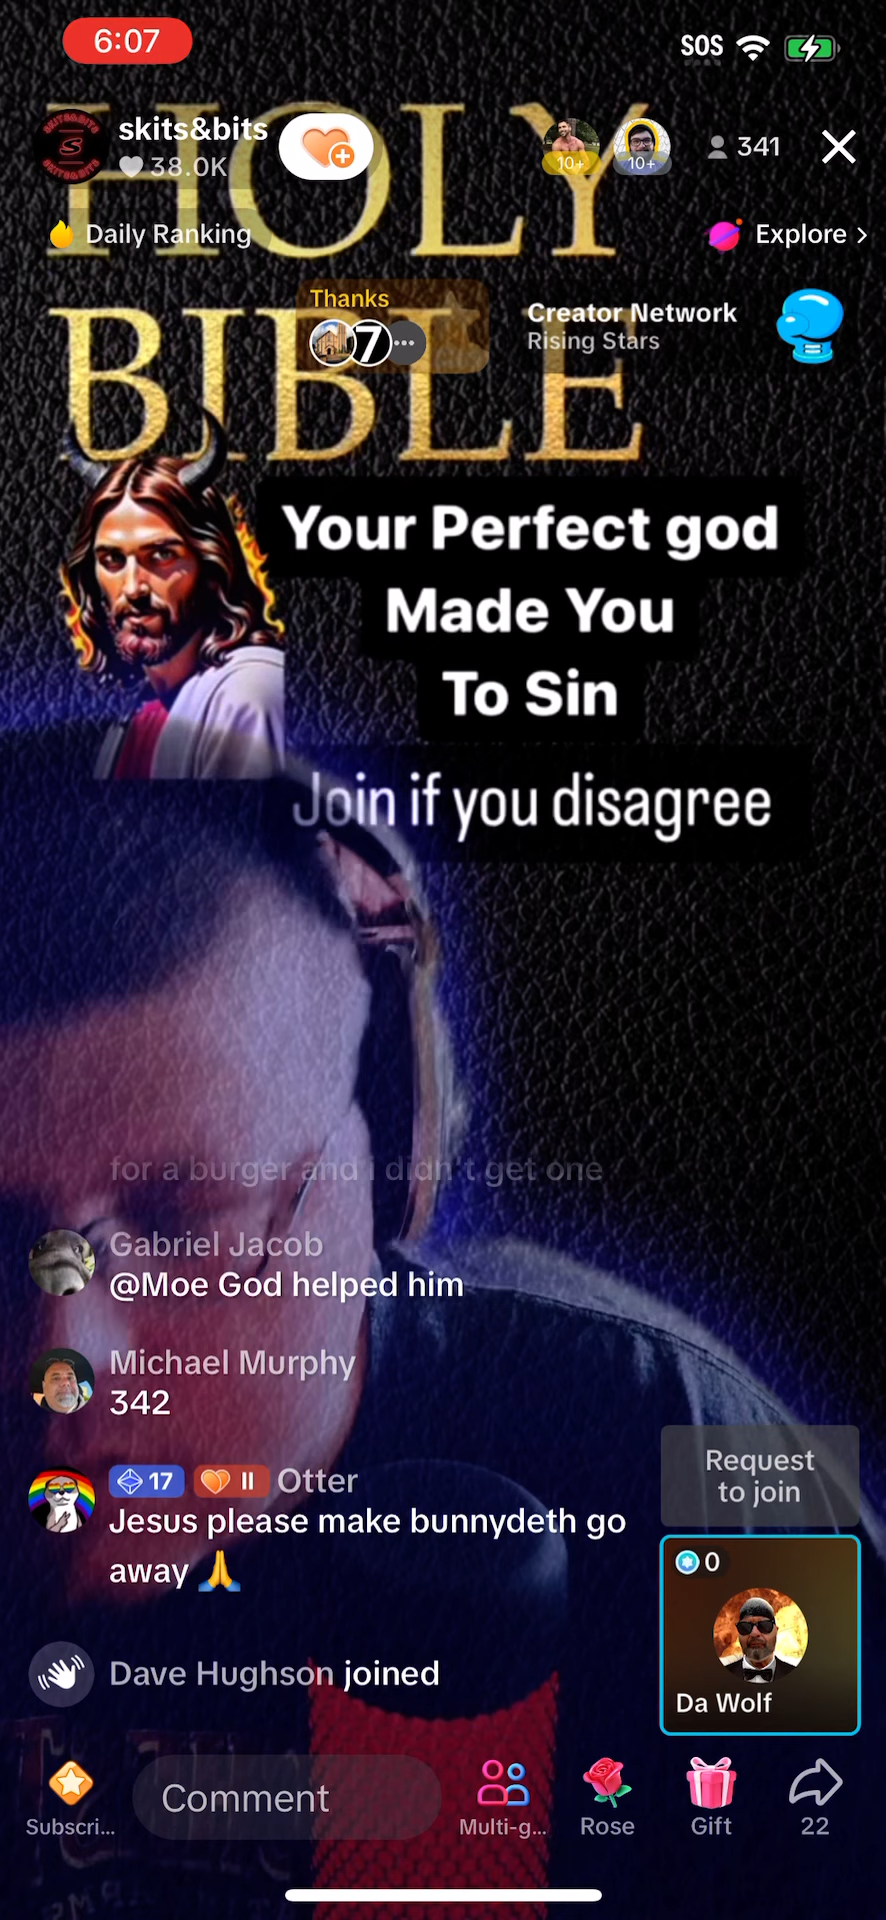 6:07
SOS
HOLY
skits&bits
38.0K
10+
10+
341
Daily Ranking
Explore >
BIBLE
Thanks
7
Creator Network
Rising Stars
Your Perfect god
Made You
To Sin
Join if you disagree
for a burger and i didn't get one
Gabriel Jacob
@Moe God helped him
Michael Murphy
342
17 II Otter
Jesus please make bunnydeth go
away 🙏
Dave Hughson joined
Request
to join
0
Da Wolf
Subscri...
Comment
Multi-g...
Rose
Gift
22